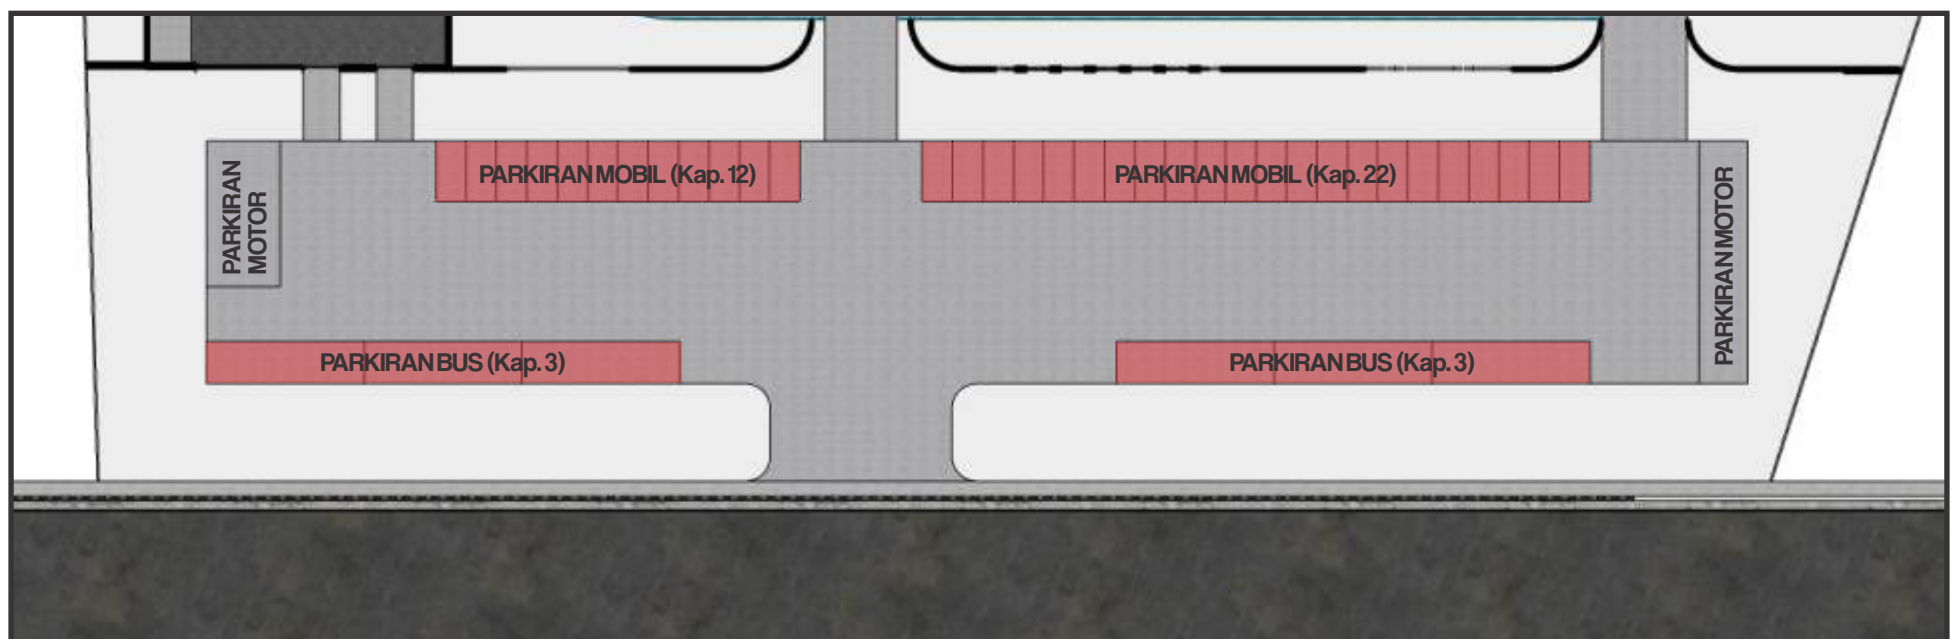 PARKIRAN
MOTOR
PARKIRAN MOBIL (Kap. 12)
PARKIRAN MOBIL (Kap. 22)
PARKIRAN MOTOR
PARKIRAN BUS (Kap. 3)
PARKIRAN BUS (Kap. 3)